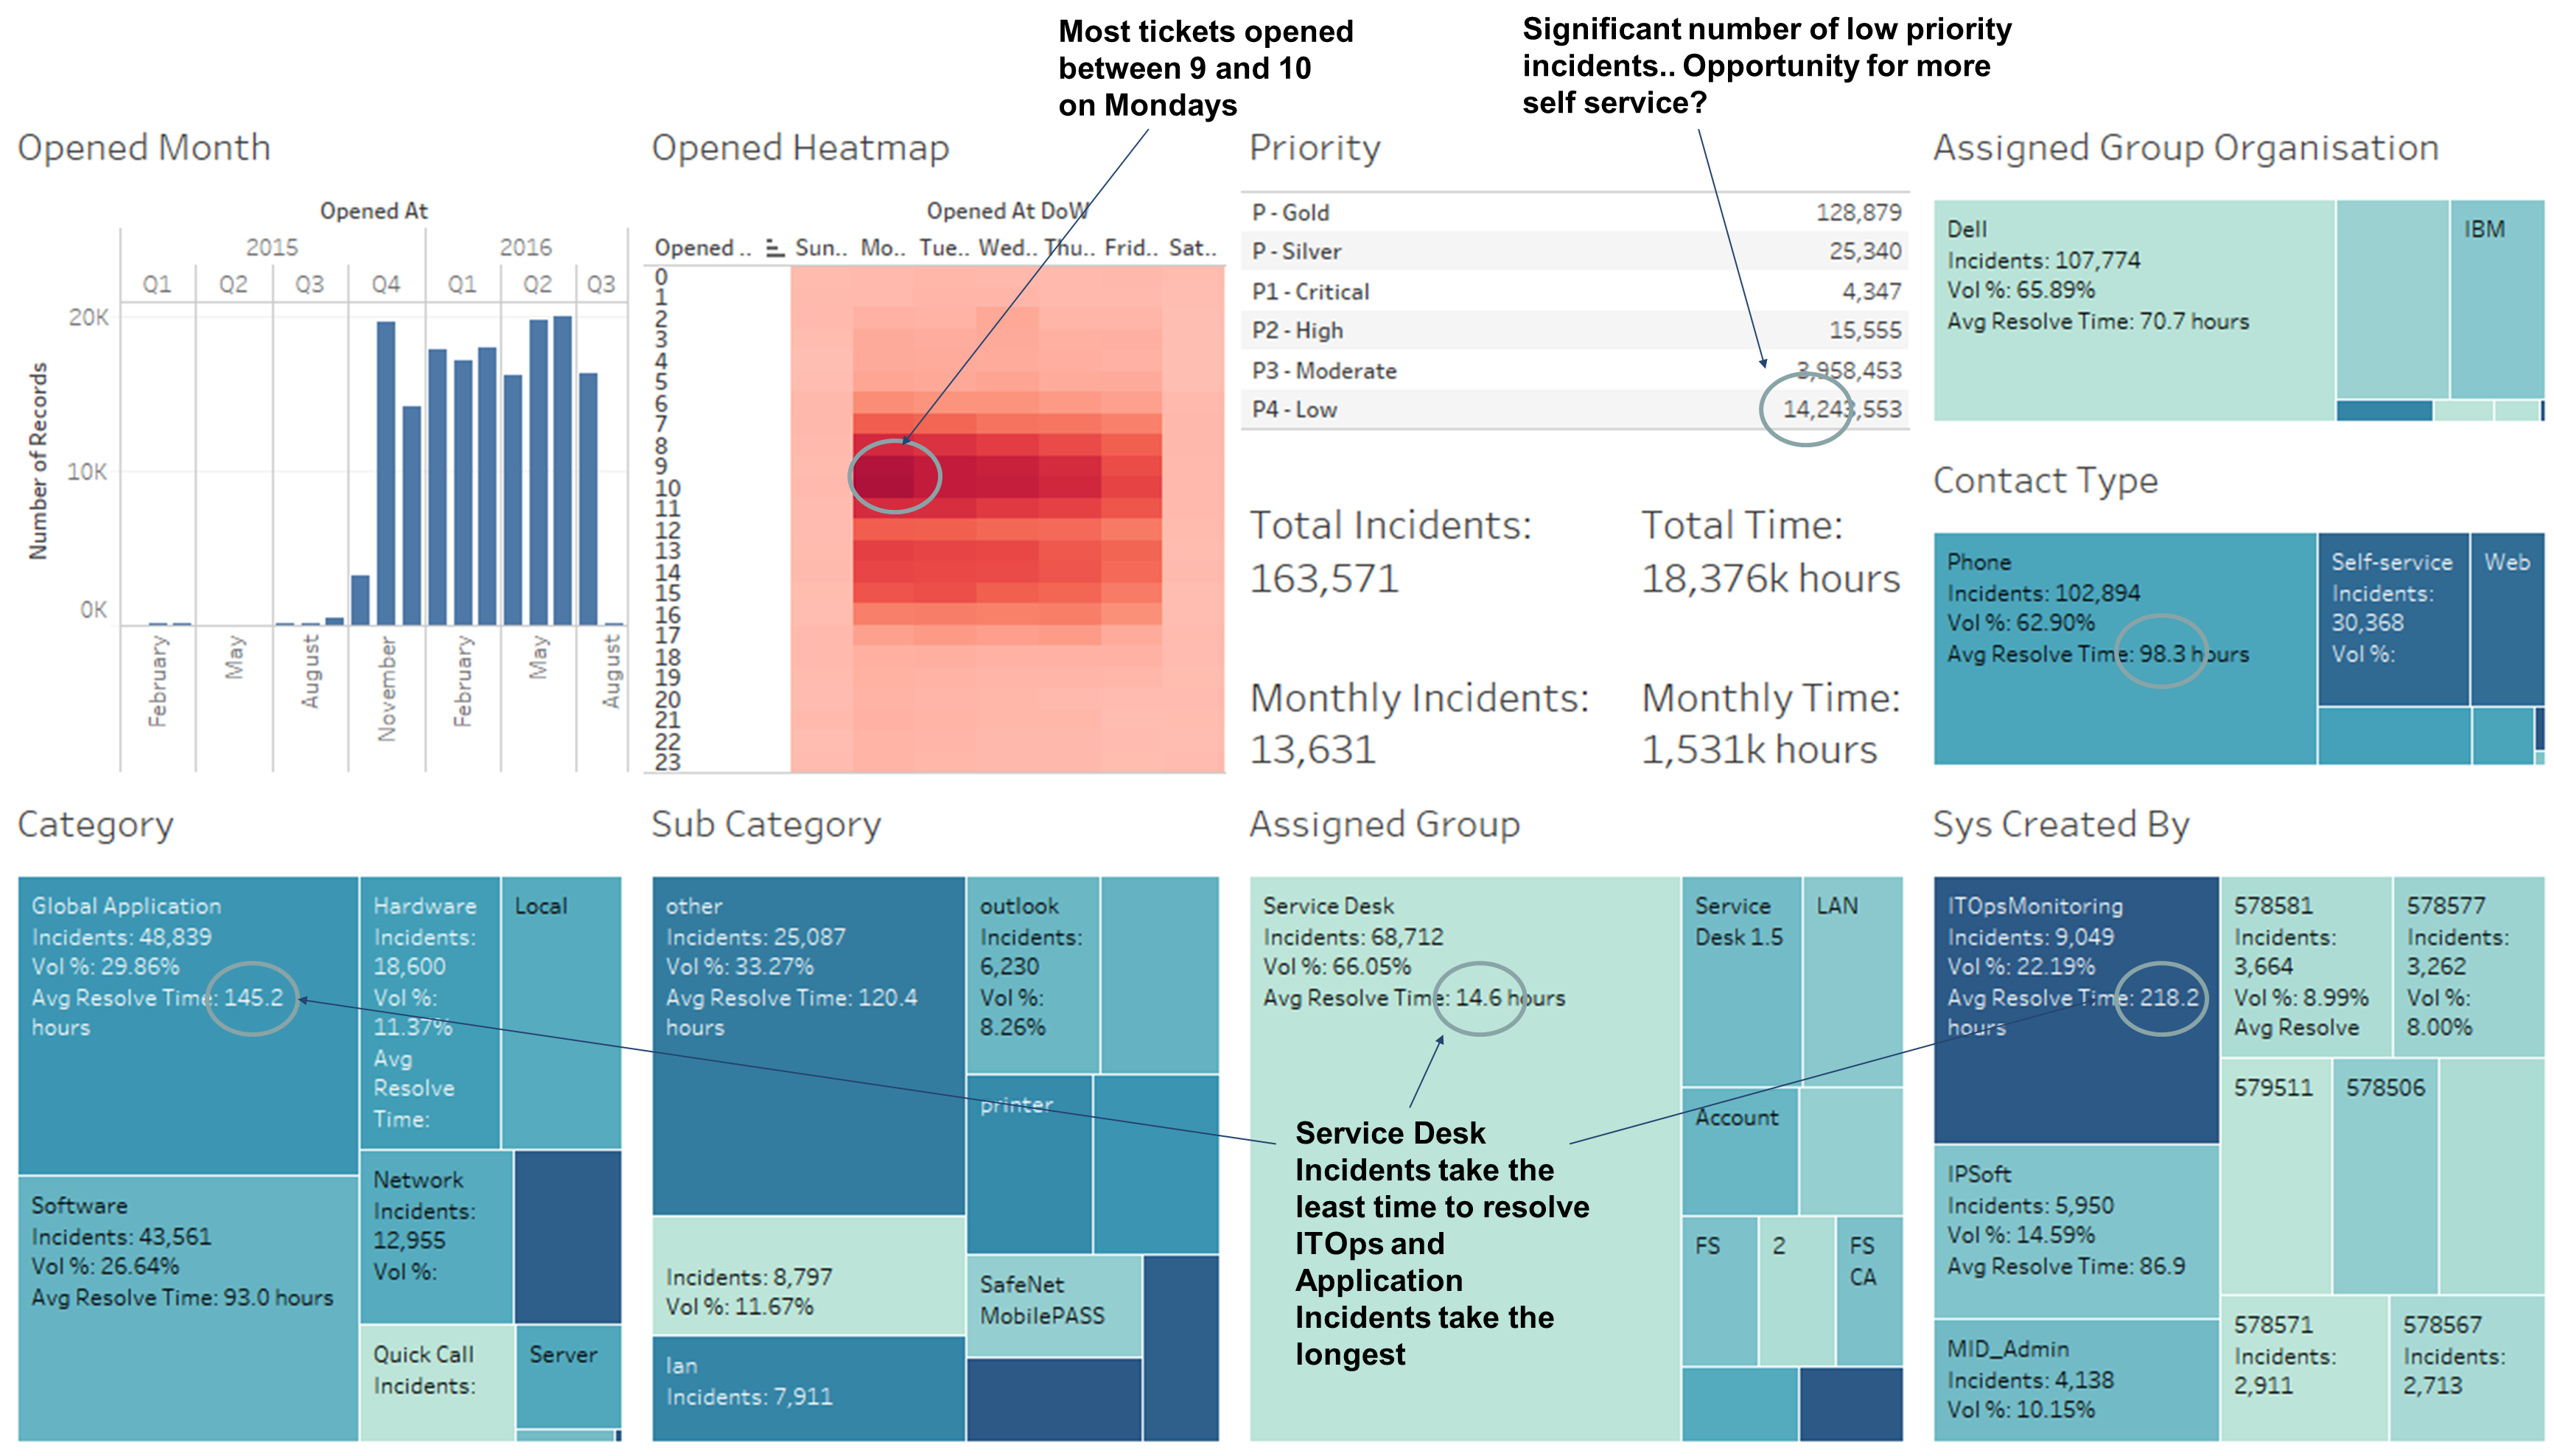 Most tickets opened
between 9 and 10
on Mondays
Significant number of low priority
incidents.. Opportunity for more
self service?
Opened Month
Opened At
2015
2016
Q1
Q2
Q3
Q4
Q1
Q2
Q3
20K
10K
0K
Number of Records
February
May
August
November
February
May
August
Opened Heatmap
Opened At DoW
Opened ..
Sun..
Mo..
Tue..
Wed..
Thu..
Frid..
Sat..
0
1
2
3
4
5
6
7
8
9
10
11
12
13
14
15
16
17
18
19
20
21
22
23
Priority
P - Gold 128,879
P - Silver 25,340
P1 - Critical 4,347
P2 - High 15,555
P3 - Moderate 3,958,453
P4 - Low 14,243,553
Total Incidents:
163,571
Total Time:
18,376k hours
Monthly Incidents:
13,631
Monthly Time:
1,531k hours
Assigned Group Organisation
Dell
Incidents: 107,774
Vol %: 65.89%
Avg Resolve Time: 70.7 hours
IBM
Contact Type
Phone
Incidents: 102,894
Vol %: 62.90%
Avg Resolve Time: 98.3 hours
Self-service
Incidents:
30,368
Vol %:
Web
Category
Global Application
Incidents: 48,839
Vol %: 29.86%
Avg Resolve Time: 145.2
hours
Hardware
Incidents:
18,600
Vol %:
11.37%
Avg
Resolve
Time:
Local
Software
Incidents: 43,561
Vol %: 26.64%
Avg Resolve Time: 93.0 hours
Network
Incidents:
12,955
Vol %:
Quick Call
Incidents:
Server
Sub Category
other
Incidents: 25,087
Vol %: 33.27%
Avg Resolve Time: 120.4
hours
outlook
Incidents:
6,230
Vol %:
8.26%
printer
Incidents: 8,797
Vol %: 11.67%
SafeNet
MobilePASS
lan
Incidents: 7,911
Assigned Group
Service Desk
Incidents: 68,712
Vol %: 66.05%
Avg Resolve Time: 14.6 hours
Service
Desk 1.5
LAN
Account
FS
2
FS
CA
Service Desk
Incidents take the
least time to resolve
ITOps and
Application
Incidents take the
longest
Sys Created By
ITOpsMonitoring
Incidents: 9,049
Vol %: 22.19%
Avg Resolve Time: 218.2
hours
578581
Incidents:
3,664
Vol %: 8.99%
Avg Resolve
578577
Incidents:
3,262
Vol %:
8.00%
579511
578506
IPSoft
Incidents: 5,950
Vol %: 14.59%
Avg Resolve Time: 86.9
MID_Admin
Incidents: 4,138
Vol %: 10.15%
578571
Incidents:
2,911
578567
Incidents:
2,713